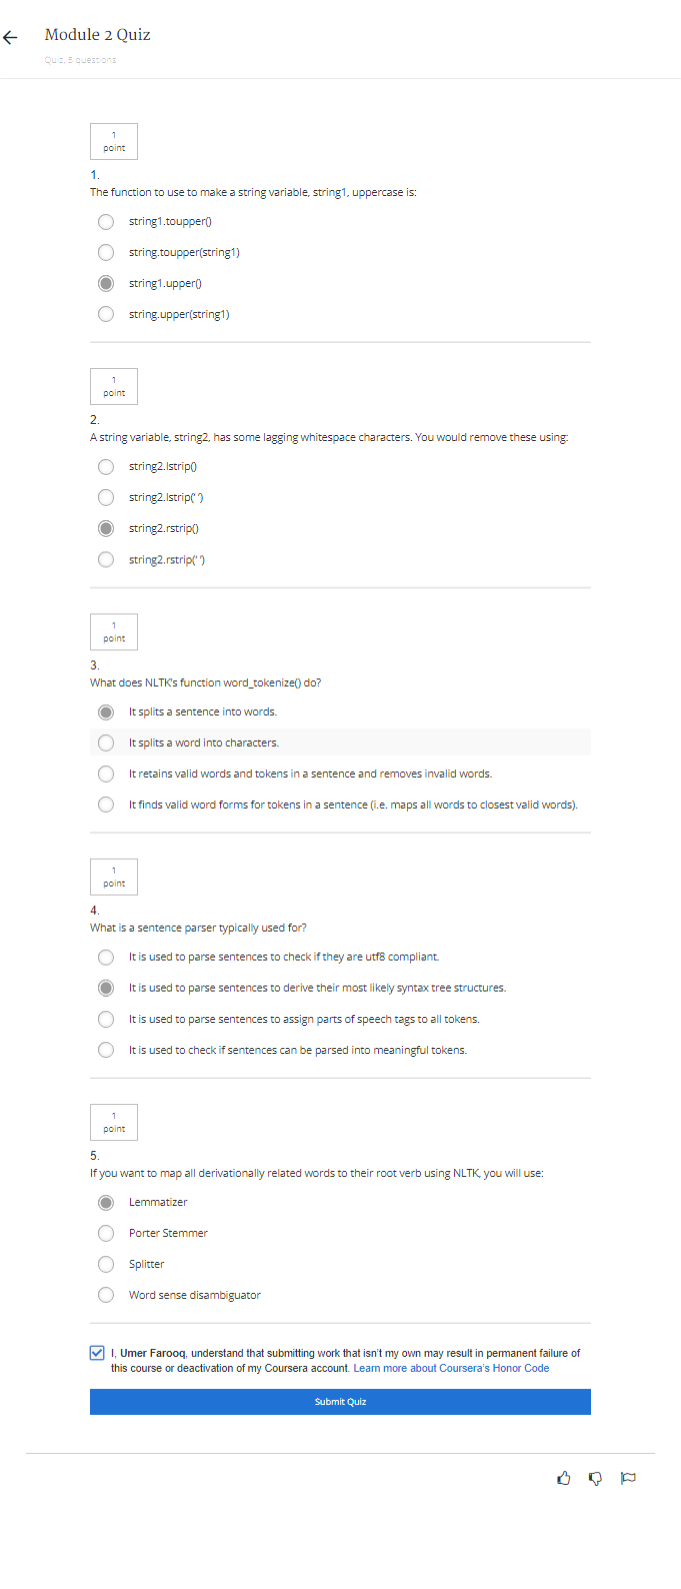 Module 2 Quiz
Quiz, 5 questions
1
point
1.
The function to use to make a string variable, string1, uppercase is:
string1.toupper()
string.toupper(string1)
string1.upper()
string.upper(string1)
1
point
2.
A string variable, string2, has some lagging whitespace characters. You would remove these using:
string2.lstrip()
string2.lstrip(' ')
string2.rstrip()
string2.rstrip(' ')
1
point
3.
What does NLTK's function word_tokenize() do?
It splits a sentence into words.
It splits a word into characters.
It retains valid words and tokens in a sentence and removes invalid words.
It finds valid word forms for tokens in a sentence (i.e. maps all words to closest valid words).
1
point
4.
What is a sentence parser typically used for?
It is used to parse sentences to check if they are utf8 compliant.
It is used to parse sentences to derive their most likely syntax tree structures.
It is used to parse sentences to assign parts of speech tags to all tokens.
It is used to check if sentences can be parsed into meaningful tokens.
1
point
5.
If you want to map all derivationally related words to their root verb using NLTK, you will use:
Lemmatizer
Porter Stemmer
Splitter
Word sense disambiguator
I, Umer Farooq, understand that submitting work that isn't my own may result in permanent failure of
this course or deactivation of my Coursera account. Learn more about Coursera's Honor Code
Submit Quiz